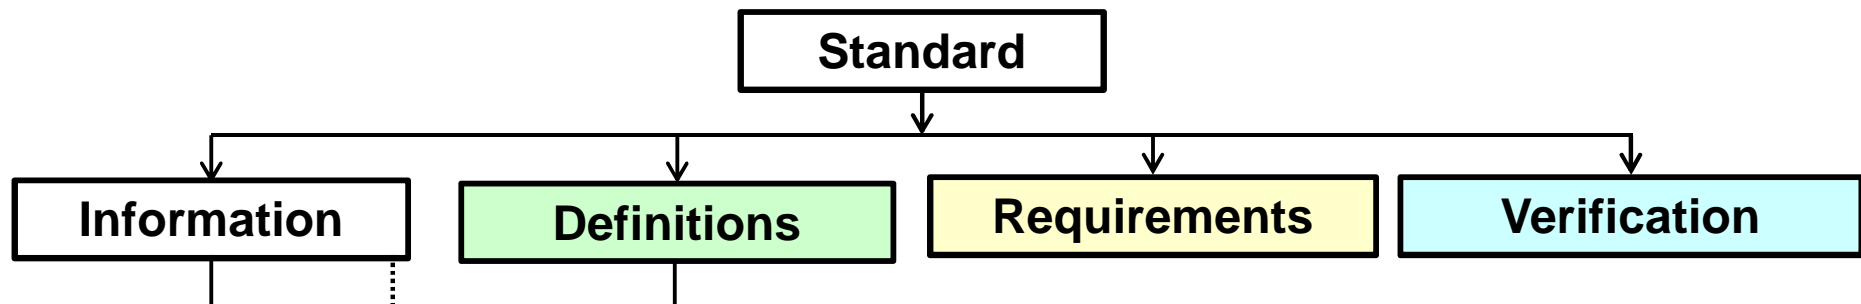 Standard
Information
Definitions
Requirements
Verification